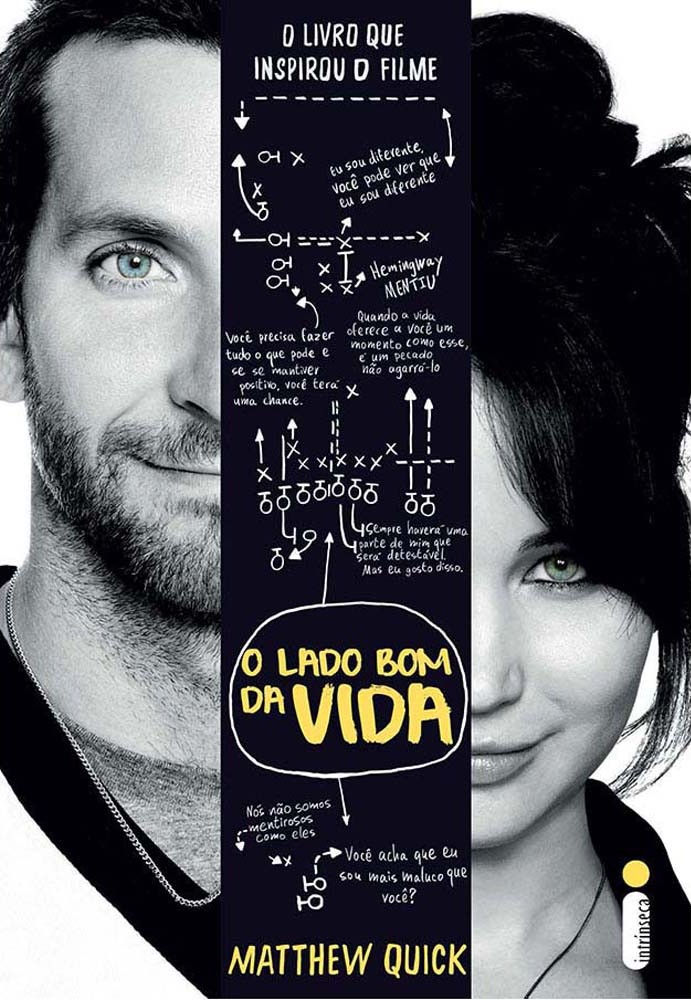 O LIVRO QUE
INSPIROU O FILME
Eu sou diferente,
você pode ver que
eu sou dferente
Hemingway
MENTIU
Você precisa fazer
tudo o que pode e
se se mantiver
positivo, você terá
uma chance.
Quando a vida
oferece a você um
momento como esse,
é um pecado
não agarrá-lo
Sempre haverá uma
parte de mim que
será detestável.
Mas eu gosto disso.
O LADO BOM
DA VIDA
Nós não somos
mentirosos
como eles
Você acha que eu
sou mais maluco que
você?
MATTHEW QUICK
intrínseca